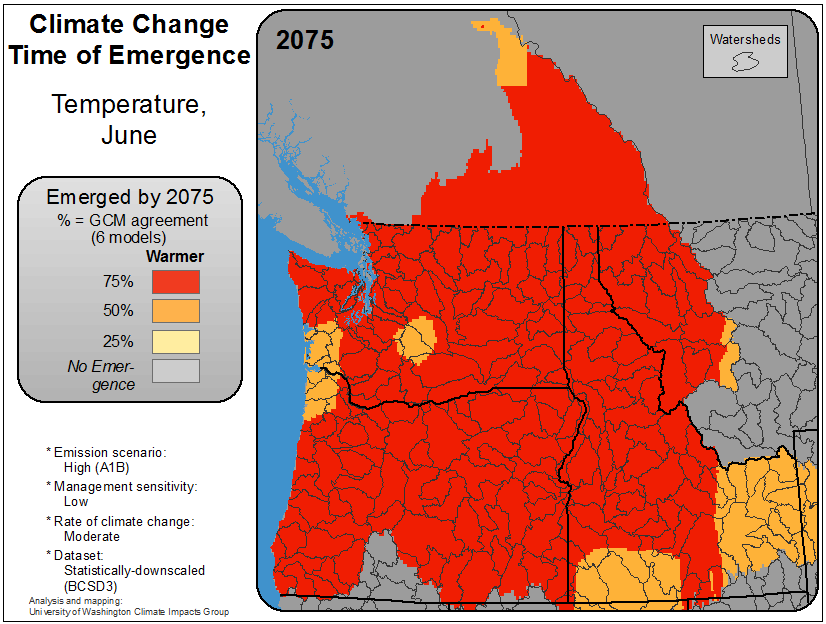 Climate Change
Time of Emergence
Temperature,
June
Emerged by 2075
% = GCM agreement
(6 models)
Warmer
75%
50%
25%
No Emer-
gence
* Emission scenario:
High (A1B)
* Management sensitivity:
Low
* Rate of climate change:
Moderate
* Dataset:
Statistically-downscaled
(BCSD3)
Analysis and mapping:
University of Washington Climate Impacts Group
2075
Watersheds